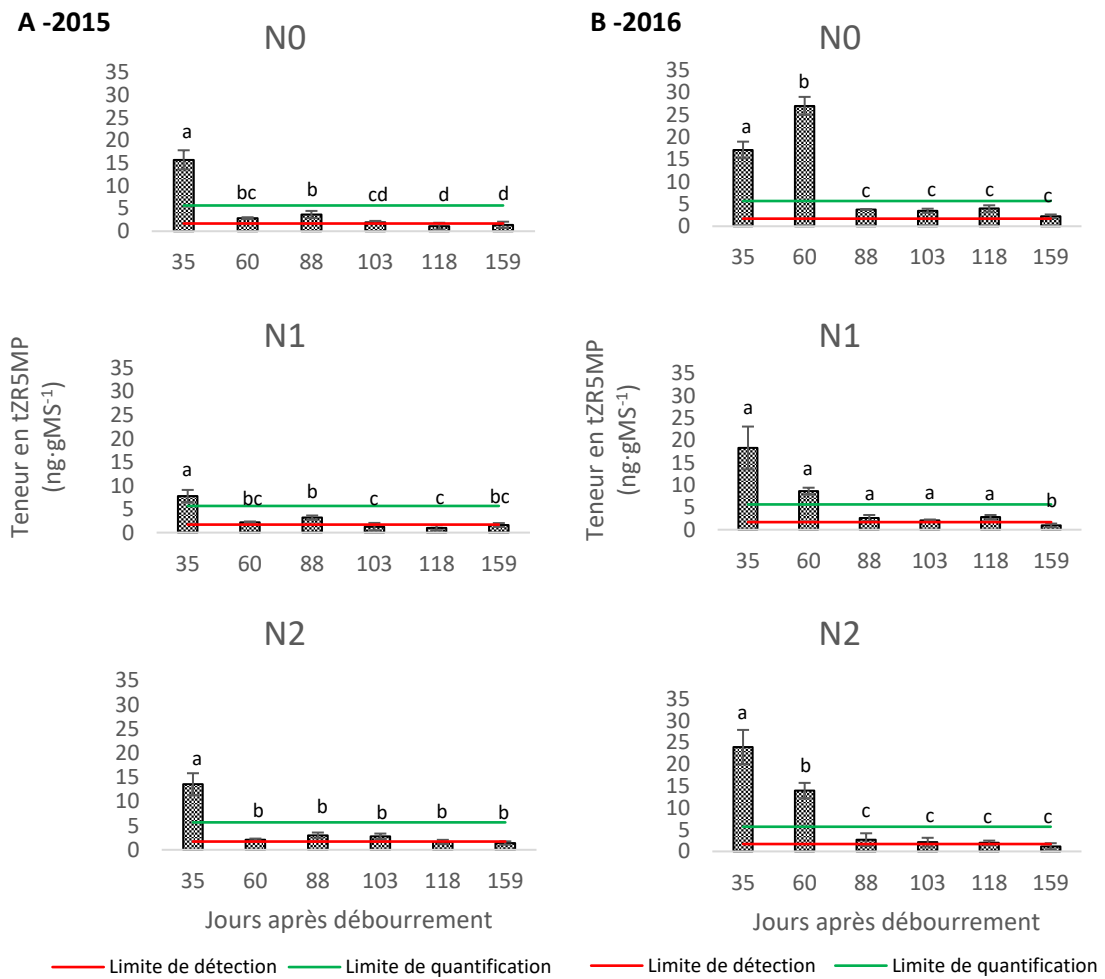 A -2015
N0
35
30
25
20
15
10
5
0
a
bc
b
cd
d
d
35 60 88 103 118 159
N1
35
30
25
20
15
10
5
0
a
bc
b
c
c
bc
35 60 88 103 118 159
N2
35
30
25
20
15
10
5
0
a
b
b
b
b
b
35 60 88 103 118 159
Teneur en tZR5MP
(ng·gMS⁻¹)
Jours après débourrement
Limite de détection
Limite de quantification
B -2016
N0
35
30
25
20
15
10
5
0
a
b
c
c
c
c
35 60 88 103 118 159
N1
35
30
25
20
15
10
5
0
a
a
a
a
a
b
35 60 88 103 118 159
N2
35
30
25
20
15
10
5
0
a
b
c
c
c
c
35 60 88 103 118 159
Teneur en tZR5MP
(ng·gMS⁻¹)
Jours après débourrement
Limite de détection
Limite de quantification